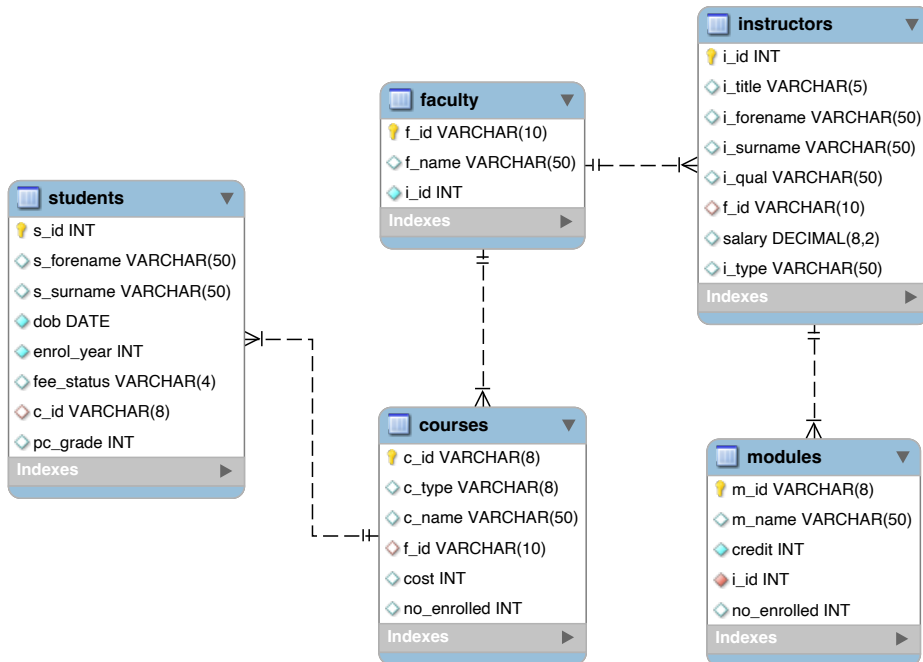 instructors
i_id INT
i_title VARCHAR(5)
i_forename VARCHAR(50)
i_surname VARCHAR(50)
i_qual VARCHAR(50)
f_id VARCHAR(10)
salary DECIMAL(8,2)
i_type VARCHAR(50)
Indexes
faculty
f_id VARCHAR(10)
f_name VARCHAR(50)
i_id INT
Indexes
students
s_id INT
s_forename VARCHAR(50)
s_surname VARCHAR(50)
dob DATE
enrol_year INT
fee_status VARCHAR(4)
c_id VARCHAR(8)
pc_grade INT
Indexes
courses
c_id VARCHAR(8)
c_type VARCHAR(8)
c_name VARCHAR(50)
f_id VARCHAR(10)
cost INT
no_enrolled INT
Indexes
modules
m_id VARCHAR(8)
m_name VARCHAR(50)
credit INT
i_id INT
no_enrolled INT
Indexes